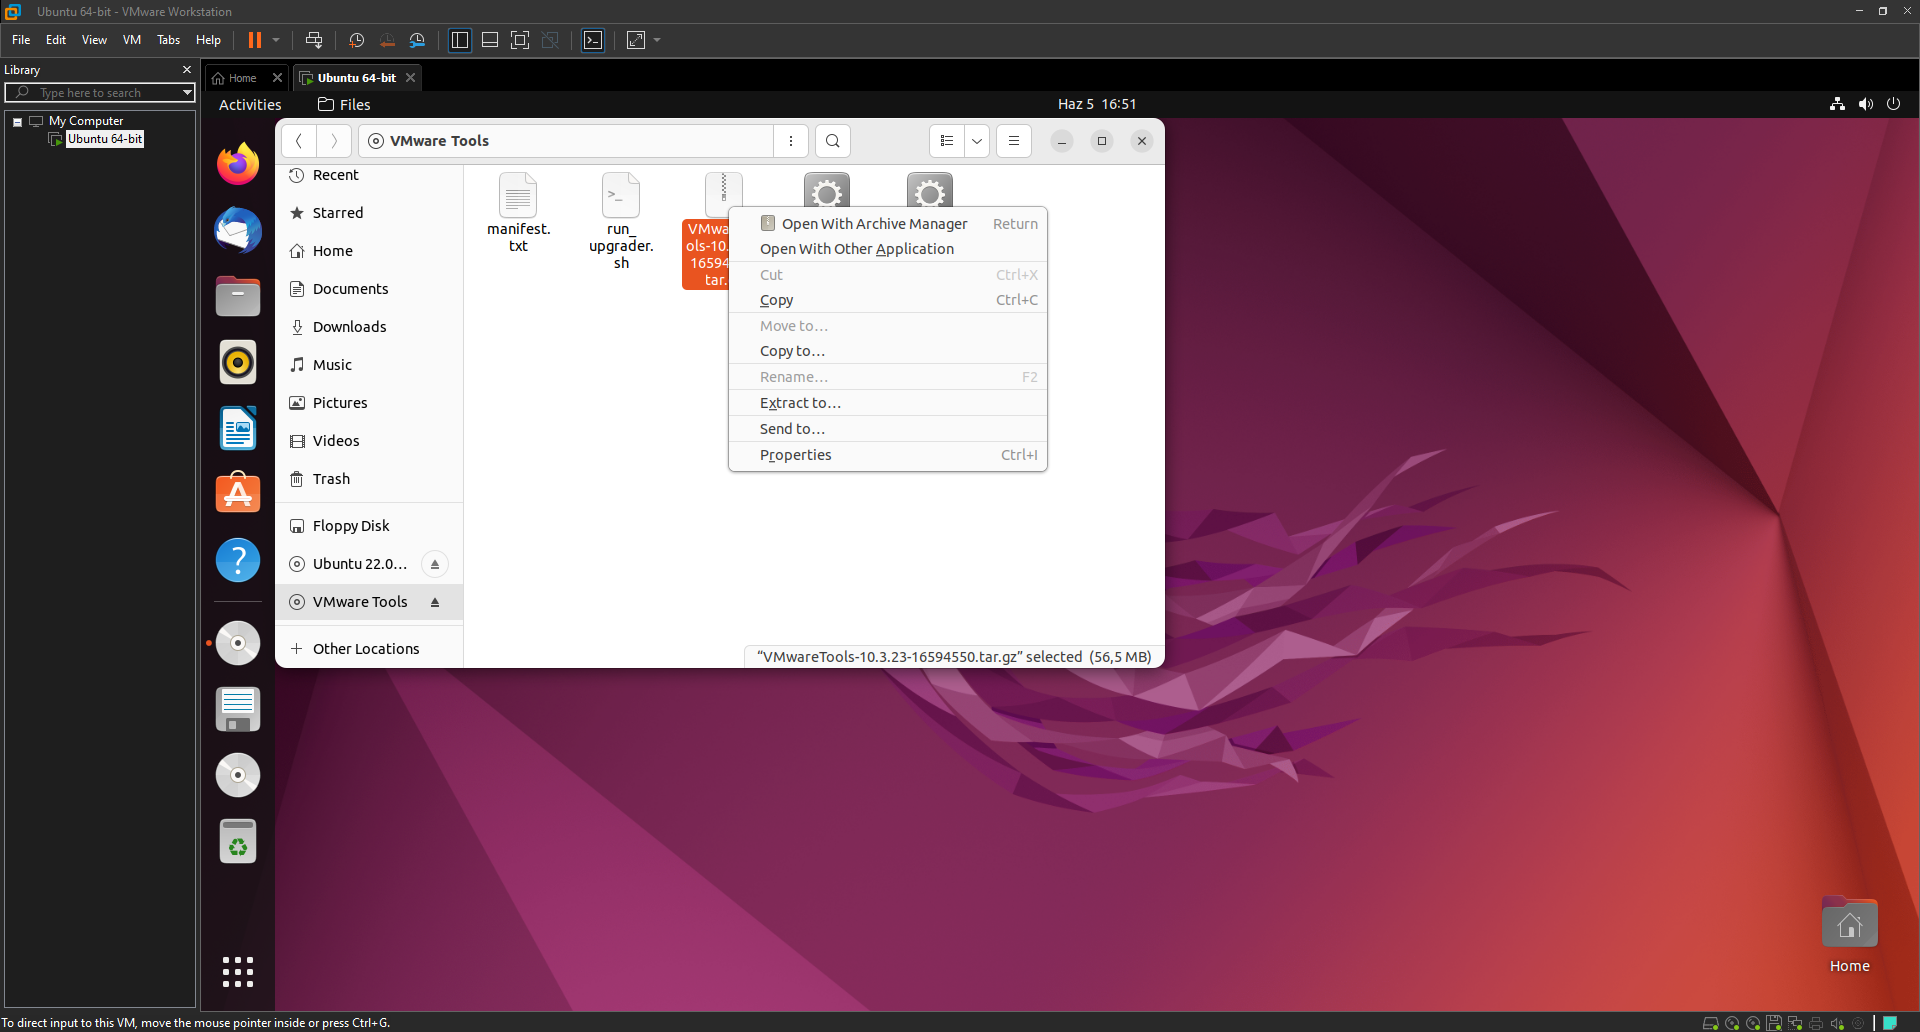 Ubuntu 64-bit - VMware Workstation
File Edit View VM Tabs Help
Library
Type here to search
My Computer
Ubuntu 64-bit
Home
Ubuntu 64-bit
Activities
Files
Haz 5 16:51
VMware Tools
Recent
Starred
Home
Documents
Downloads
Music
Pictures
Videos
Trash
Floppy Disk
Ubuntu 22.0...
VMware Tools
Other Locations
manifest.
txt
run_
upgrader.
sh
VMwa
ols-10.
16594
tar.
Open With Archive Manager Return
Open With Other Application
Cut Ctrl+X
Copy Ctrl+C
Move to…
Copy to…
Rename… F2
Extract to…
Send to…
Properties Ctrl+I
“VMwareTools-10.3.23-16594550.tar.gz” selected (56,5 MB)
Home
To direct input to this VM, move the mouse pointer inside or press Ctrl+G.